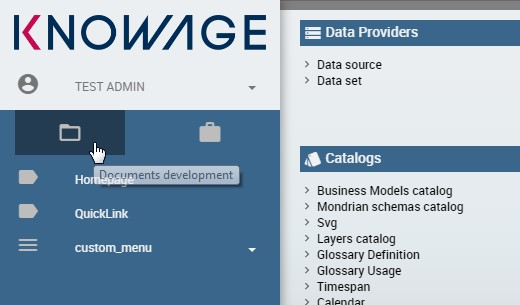 KNOWAGE
TEST ADMIN
Documents development
Homepage
QuickLink
custom_menu
Data Providers
Data source
Data set
Catalogs
Business Models catalog
Mondrian schemas catalog
Svg
Layers catalog
Glossary Definition
Glossary Usage
Timespan
Calendar